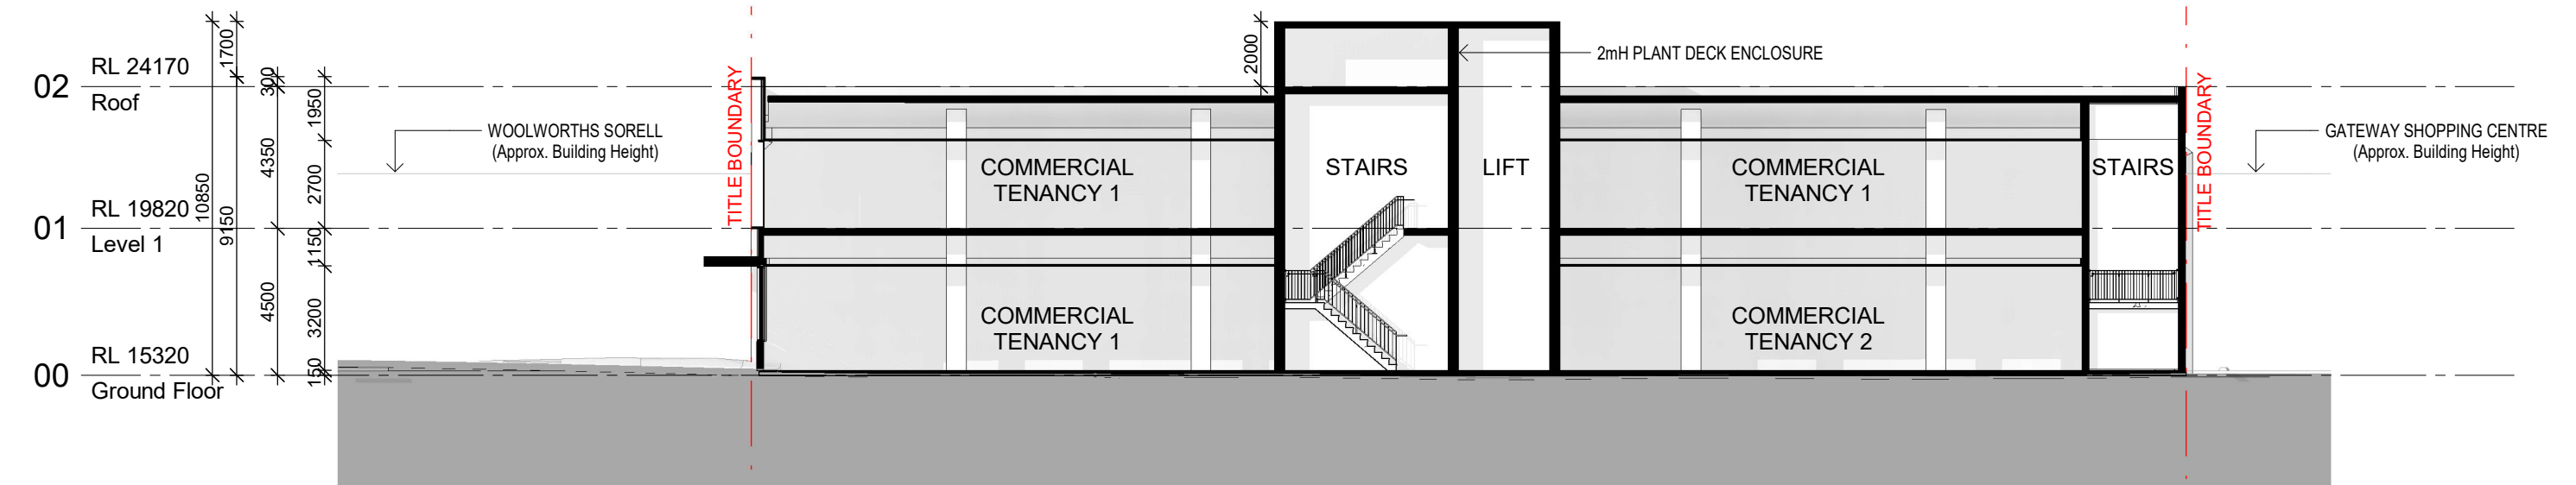 02
RL 24170
Roof
01
RL 19820
Level 1
00
RL 15320
Ground Floor
10850
1700
9150
300
4350
4500
1950
2700
1150
3200
150
WOOLWORTHS SORELL
(Approx. Building Height)
TITLE BOUNDARY
COMMERCIAL
TENANCY 1
COMMERCIAL
TENANCY 1
2000
STAIRS
LIFT
2mH PLANT DECK ENCLOSURE
COMMERCIAL
TENANCY 1
COMMERCIAL
TENANCY 2
STAIRS
TITLE BOUNDARY
GATEWAY SHOPPING CENTRE
(Approx. Building Height)